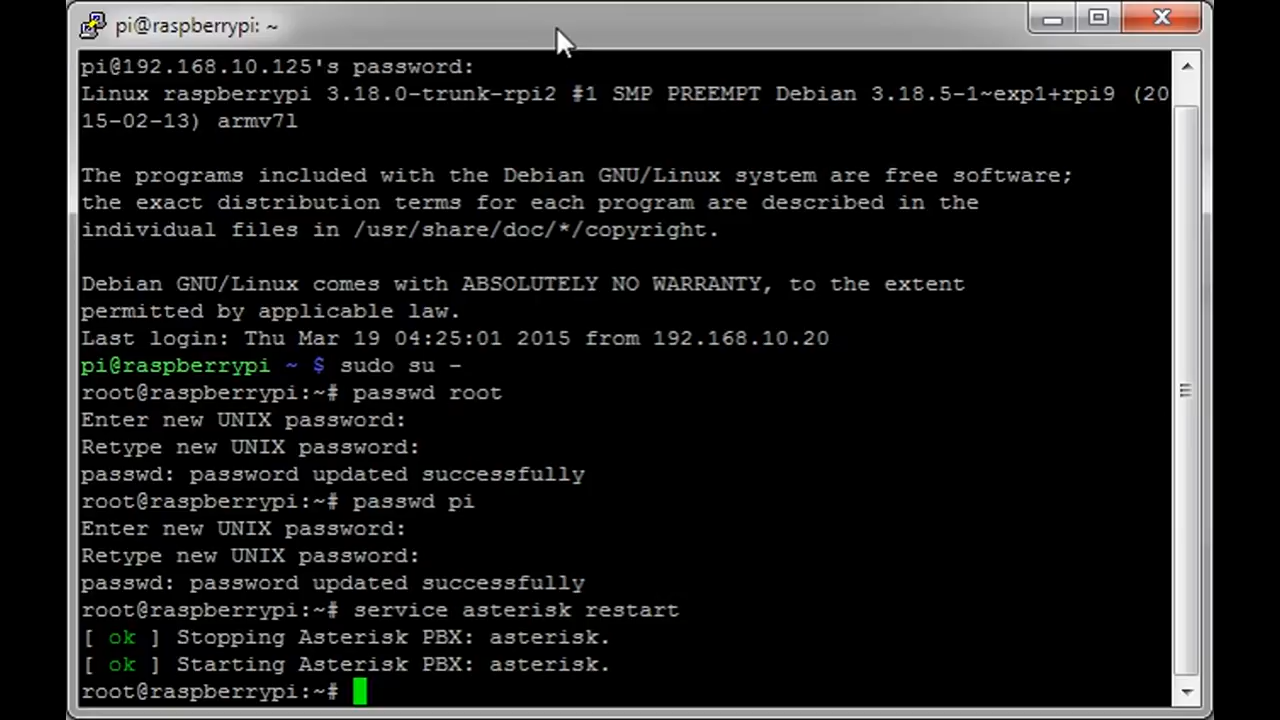 pi@raspberrypi: ~
pi@192.168.10.125's password:
Linux raspberrypi 3.18.0-trunk-rpi2 #1 SMP PREEMPT Debian 3.18.5-1~exp1+rpi9 (20
15-02-13) armv7l
The programs included with the Debian GNU/Linux system are free software;
the exact distribution terms for each program are described in the
individual files in /usr/share/doc/*/copyright.
Debian GNU/Linux comes with ABSOLUTELY NO WARRANTY, to the extent
permitted by applicable law.
Last login: Thu Mar 19 04:25:01 2015 from 192.168.10.20
pi@raspberrypi ~ $ sudo su -
root@raspberrypi:~# passwd root
Enter new UNIX password:
Retype new UNIX password:
passwd: password updated successfully
root@raspberrypi:~# passwd pi
Enter new UNIX password:
Retype new UNIX password:
passwd: password updated successfully
root@raspberrypi:~# service asterisk restart
[ ok ] Stopping Asterisk PBX: asterisk.
[ ok ] Starting Asterisk PBX: asterisk.
root@raspberrypi:~#